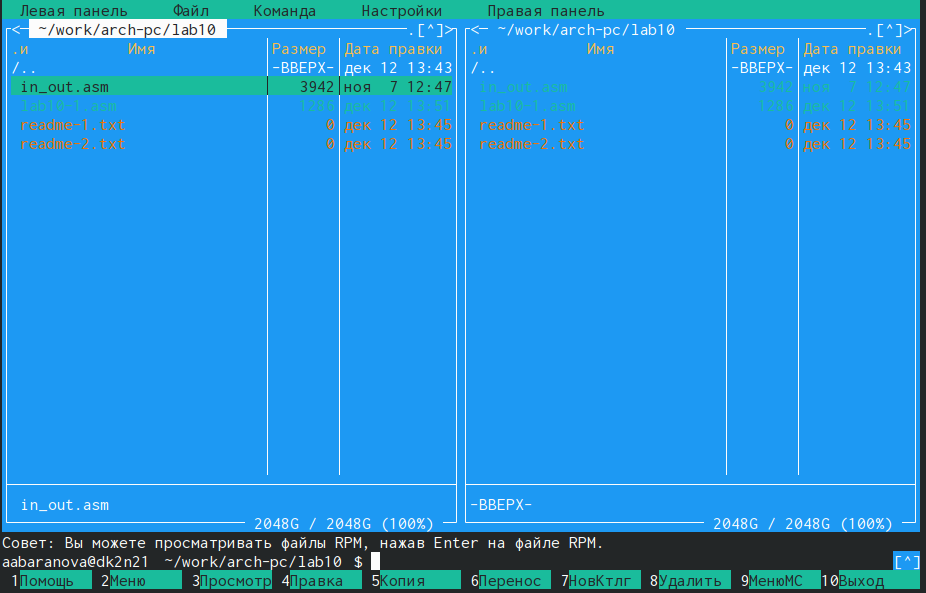 Левая панель Файл Команда Настройки Правая панель
<─ ~/work/arch-pc/lab10 .[^]> <─ ~/work/arch-pc/lab10 .[^]>
.и Имя Размер Дата правки .и Имя Размер Дата правки
/.. -ВВЕРХ- дек 12 13:43 /.. -ВВЕРХ- дек 12 13:43
in_out.asm 3942 ноя 7 12:47 in_out.asm 3942 ноя 7 12:47
lab10-1.asm 1286 дек 12 13:51 lab10-1.asm 1286 дек 12 13:51
readme-1.txt 0 дек 12 13:45 readme-1.txt 0 дек 12 13:45
readme-2.txt 0 дек 12 13:45 readme-2.txt 0 дек 12 13:45
in_out.asm -ВВЕРХ-
2048G / 2048G (100%) 2048G / 2048G (100%)
Совет: Вы можете просматривать файлы RPM, нажав Enter на файле RPM.
aabaranova@dk2n21 ~/work/arch-pc/lab10 $ [^]
1Помощь 2Меню 3Просмотр 4Правка 5Копия 6Перенос 7НовКтлг 8Удалить 9МенюMC 10Выход